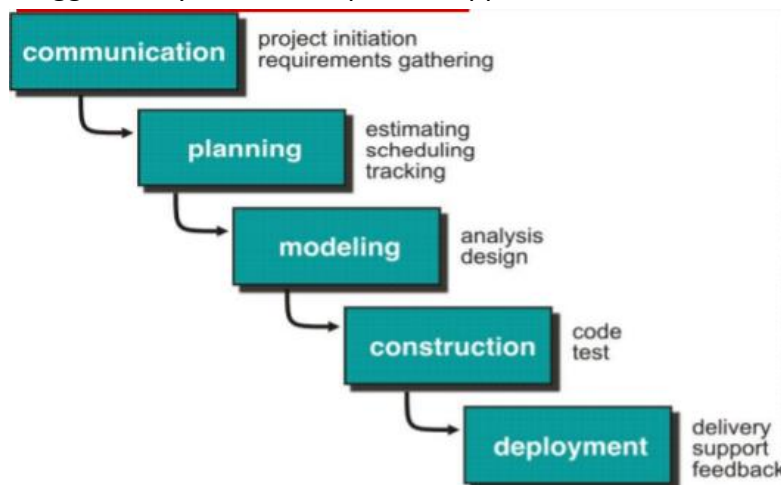 communication
project initiation
requirements gathering
planning
estimating
scheduling
tracking
modeling
analysis
design
construction
code
test
deployment
delivery
support
feedback